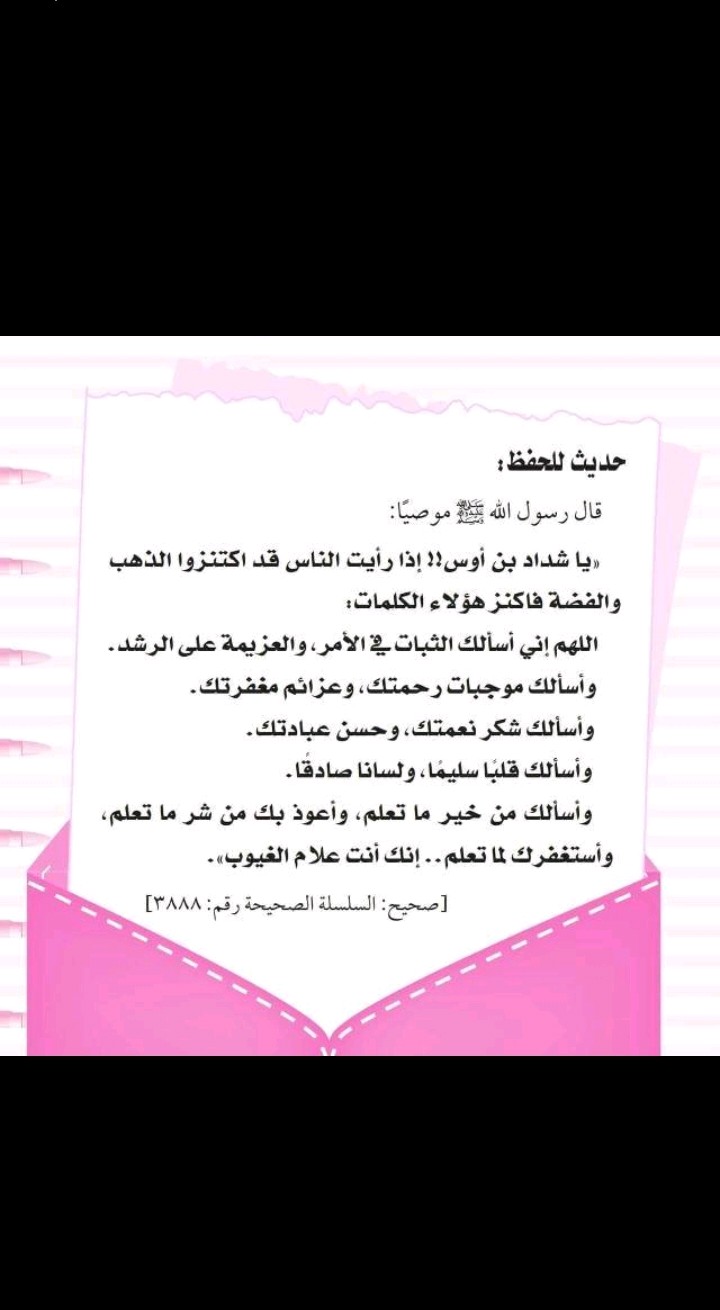 حديث للحفظ:
قال رسول الله ﷺ موصيًا:
«يا شداد بن أوس!! إذا رأيت الناس قد اكتنزوا الذهب
والفضة فاكنز هؤلاء الكلمات:
اللهم إني أسألك الثبات في الأمر، والعزيمة على الرشد.
وأسألك موجبات رحمتك، وعزائم مغفرتك.
وأسألك شكر نعمتك، وحسن عبادتك.
وأسألك قلبًا سليمًا، ولسانا صادقًا.
وأسألك من خير ما تعلم، وأعوذ بك من شر ما تعلم،
وأستغفرك لما تعلم.. إنك أنت علام الغيوب».
[صحيح: السلسلة الصحيحة رقم: ٣٨٨٨]